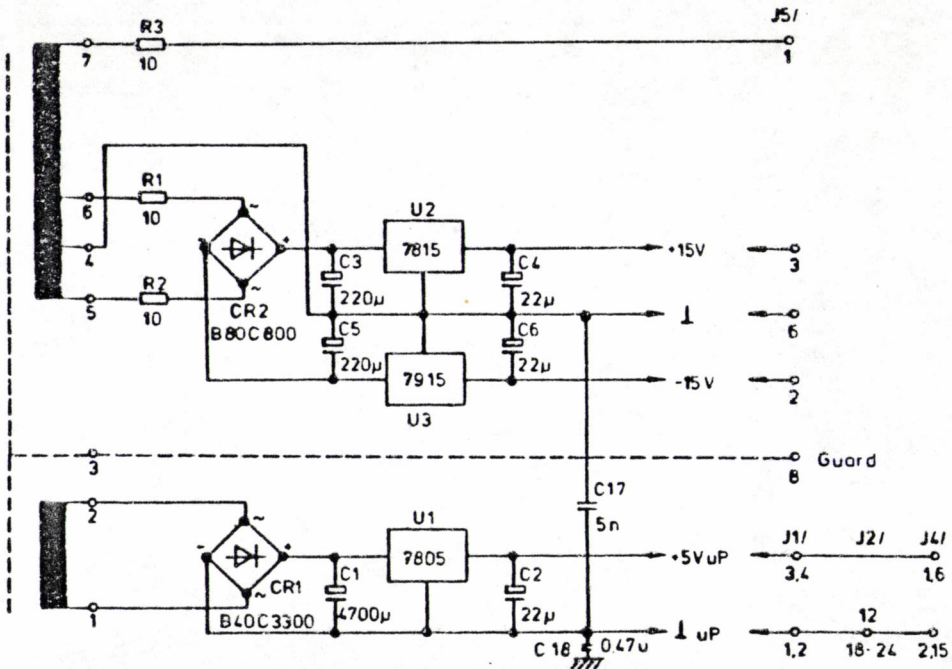 R3
J5/
7
10
1
R1
6
10
U2
4
7815
+15V
C3
C4
3
R2
220µ
22µ
5
10
CR2
C5
C6
⊥
6
B80C800
220µ
22µ
7915
-15V
2
U3
3
8
Guard
C17
2
5n
U1
J1/ J2/ J4/
7805
+5V uP
CR1
C1
C2
3,4 1,6
1
B40C3300
4700µ
22µ
12
⊥ uP
C18 0.47u
1,2 18-24 2,15